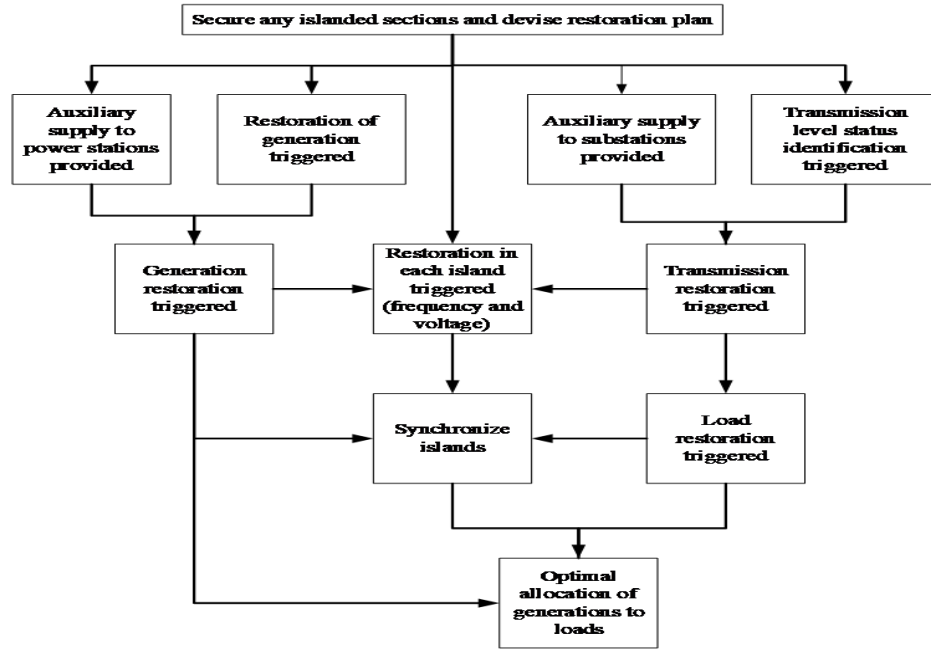 Secure any islanded sections and devise restoration plan
Auxiliary
supply to
power stations
provided
Restoration of
generation
triggered
Auxiliary supply
to substations
provided
Transmission
level status
identification
triggered
Generation
restoration
triggered
Restoration in
each island
triggered
(frequency and
voltage)
Transmission
restoration
triggered
Synchronize
islands
Load
restoration
triggered
Optimal
allocation of
generations to
loads